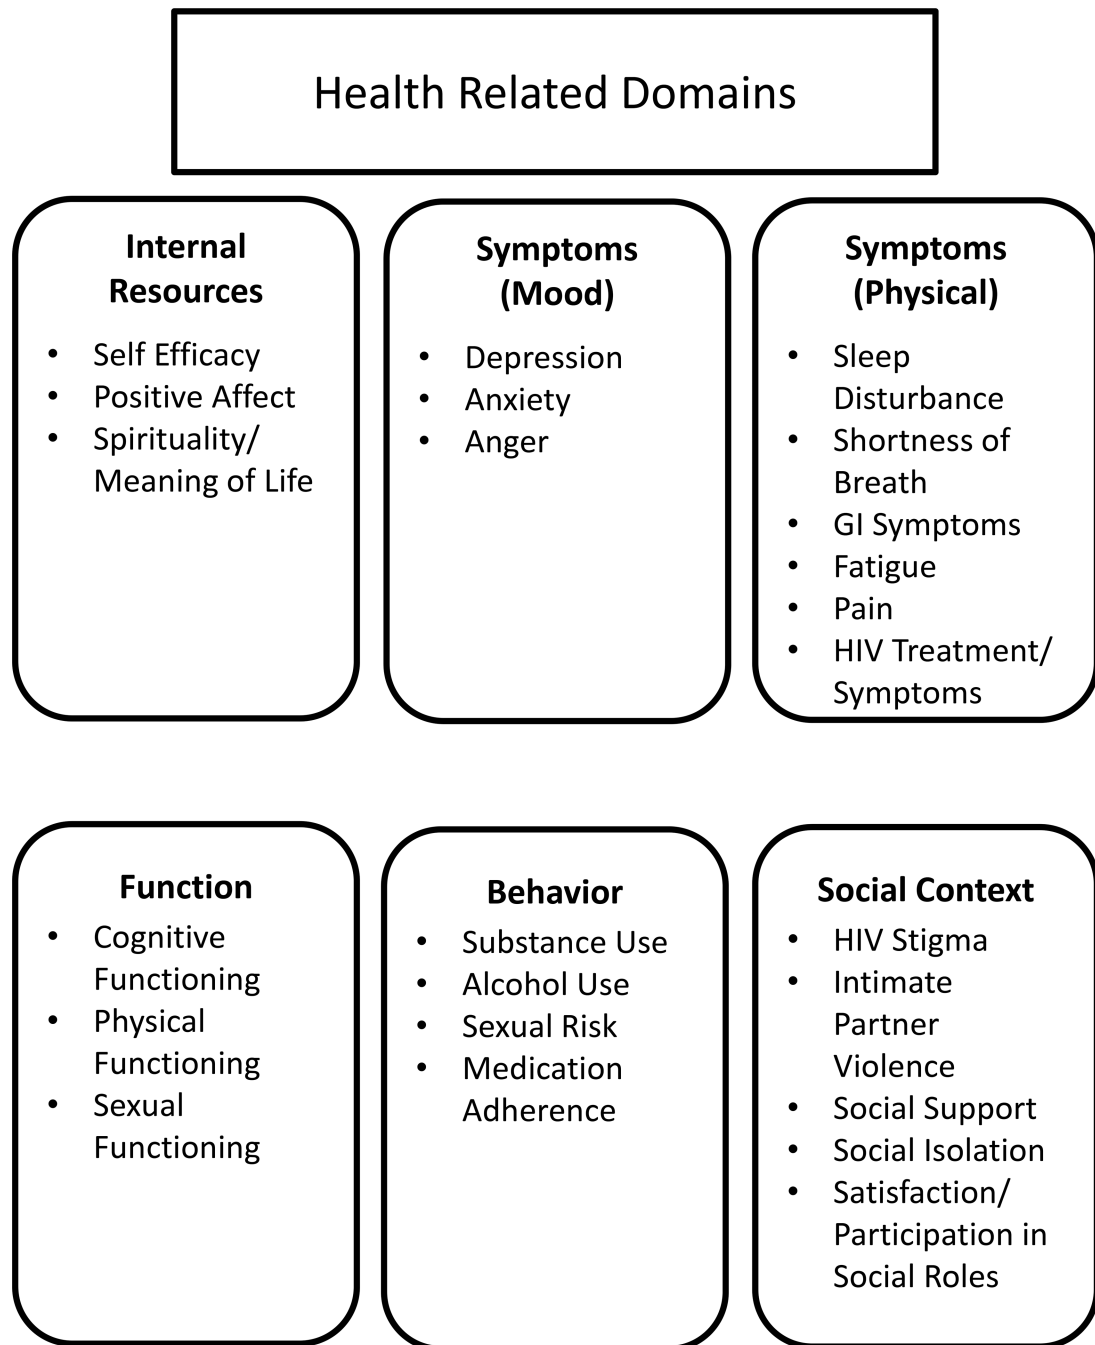 Health Related Domains
Internal
Resources
• Self Efficacy
• Positive Affect
• Spirituality/
Meaning of Life
Symptoms
(Mood)
• Depression
• Anxiety
• Anger
Symptoms
(Physical)
• Sleep
Disturbance
• Shortness of
Breath
• GI Symptoms
• Fatigue
• Pain
• HIV Treatment/
Symptoms
Function
• Cognitive
Functioning
• Physical
Functioning
• Sexual
Functioning
Behavior
• Substance Use
• Alcohol Use
• Sexual Risk
• Medication
Adherence
Social Context
• HIV Stigma
• Intimate
Partner
Violence
• Social Support
• Social Isolation
• Satisfaction/
Participation in
Social Roles